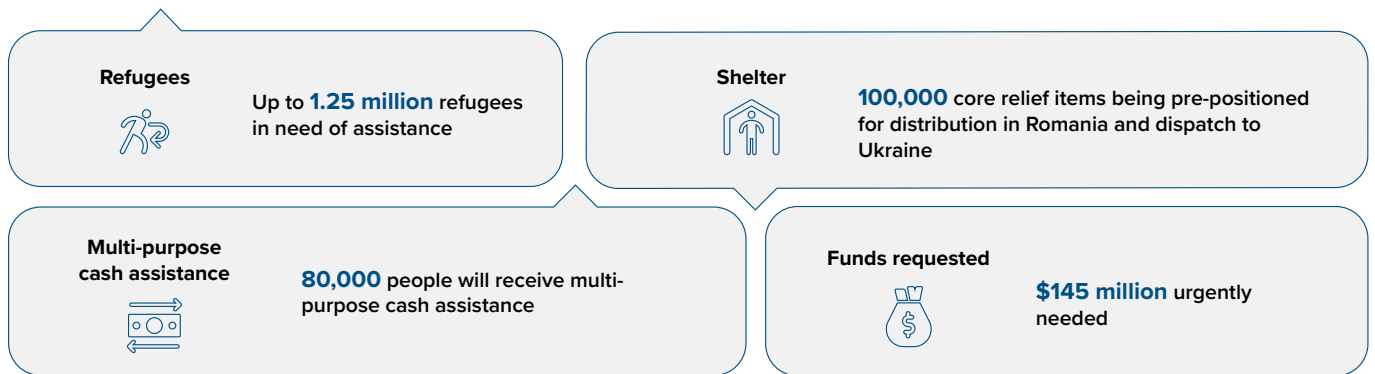 Refugees
Up to 1.25 million refugees
in need of assistance
Shelter
100,000 core relief items being pre-positioned
for distribution in Romania and dispatch to
Ukraine
Multi-purpose
cash assistance
80,000 people will receive multi-
purpose cash assistance
Funds requested
$
$145 million urgently
needed